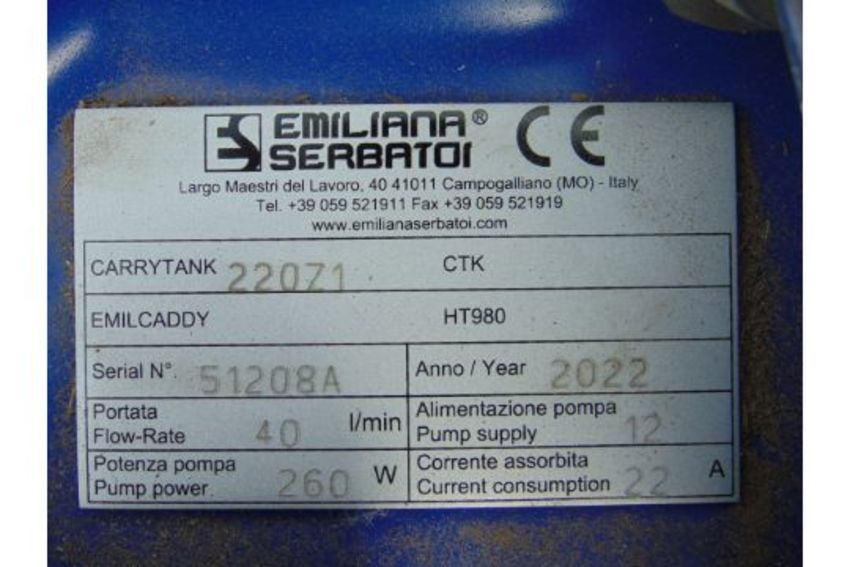 EMILIANA®
SERBATOI
CE
Largo Maestri del Lavoro, 40 41011 Campogalliano (MO) - Italy
Tel. +39 059 521911 Fax +39 059 521919
www.emilianaserbatoi.com
CARRYTANK 220Z1 CTK
EMILCADDY HT980
Serial N°. 51208A Anno / Year 2022
Portata
Flow-Rate 40 l/min
Alimentazione pompa
Pump supply 12
Potenza pompa
Pump power 260 W
Corrente assorbita
Current consumption 22 A